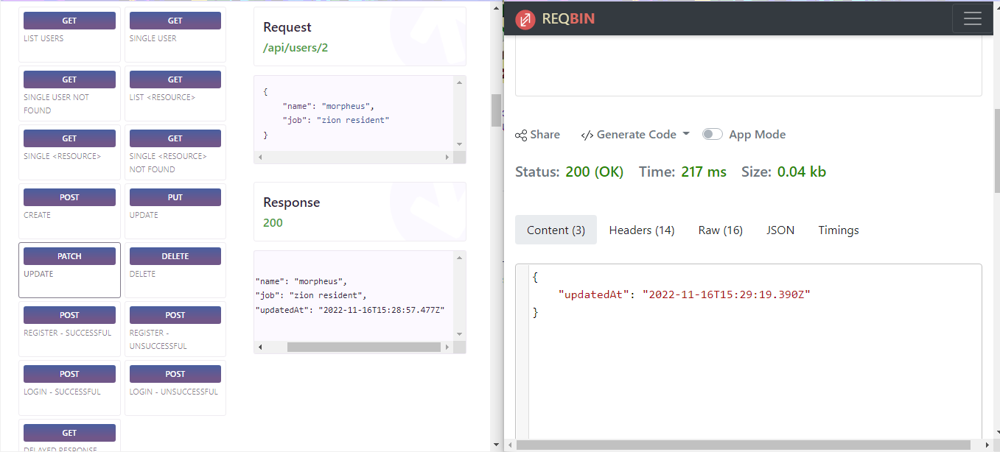 GET
LIST USERS
GET
SINGLE USER
GET
SINGLE USER NOT
FOUND
GET
LIST <RESOURCE>
GET
SINGLE <RESOURCE>
GET
SINGLE <RESOURCE>
NOT FOUND
POST
CREATE
PUT
UPDATE
PATCH
UPDATE
DELETE
DELETE
POST
REGISTER - SUCCESSFUL
POST
REGISTER -
UNSUCCESSFUL
POST
LOGIN - SUCCESSFUL
POST
LOGIN - UNSUCCESSFUL
GET
DELAYED RESPONSE
Request
/api/users/2
{
"name": "morpheus",
"job": "zion resident"
}
Response
200
"name": "morpheus",
"job": "zion resident",
"updatedAt": "2022-11-16T15:28:57.477Z"
REQBIN
Share
</> Generate Code
App Mode
Status: 200 (OK) Time: 217 ms Size: 0.04 kb
Content (3) Headers (14) Raw (16) JSON Timings
{
"updatedAt": "2022-11-16T15:29:19.390Z"
}